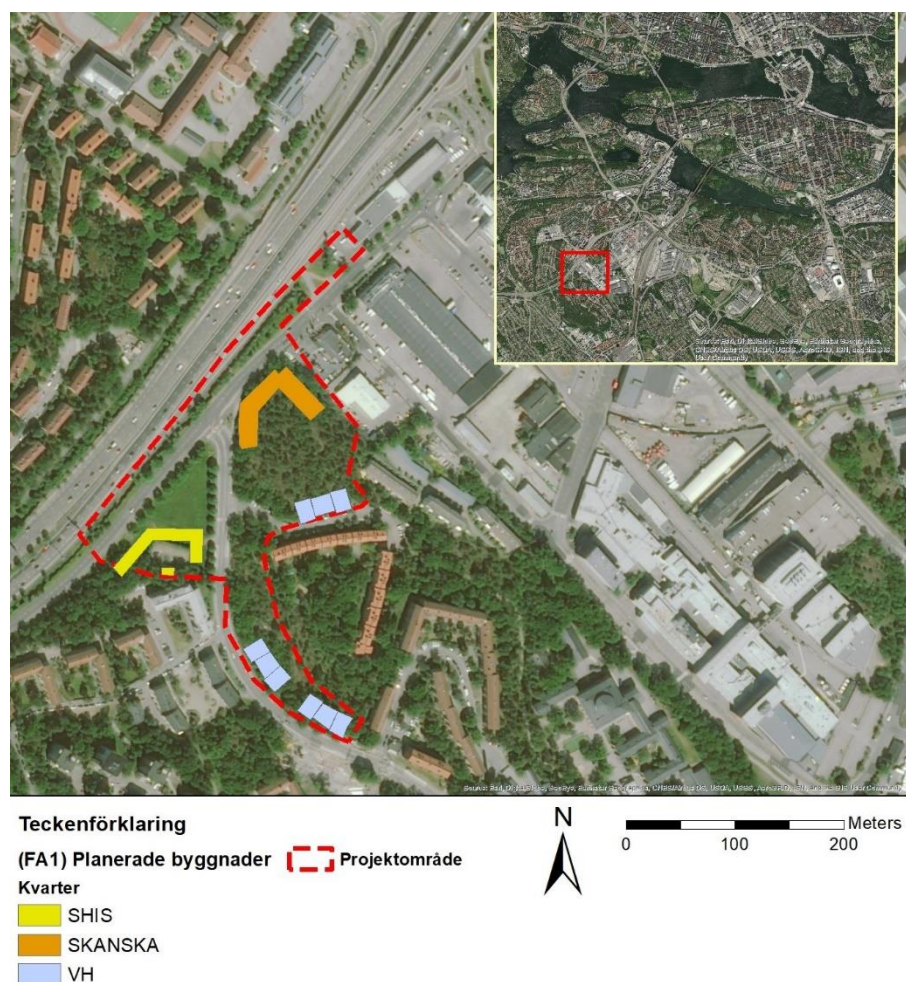 Teckenförklaring
(FA1) Planerade byggnader
Projektområde
Kvarter
SHIS
SKANSKA
VH
N
Meters
0 100 200